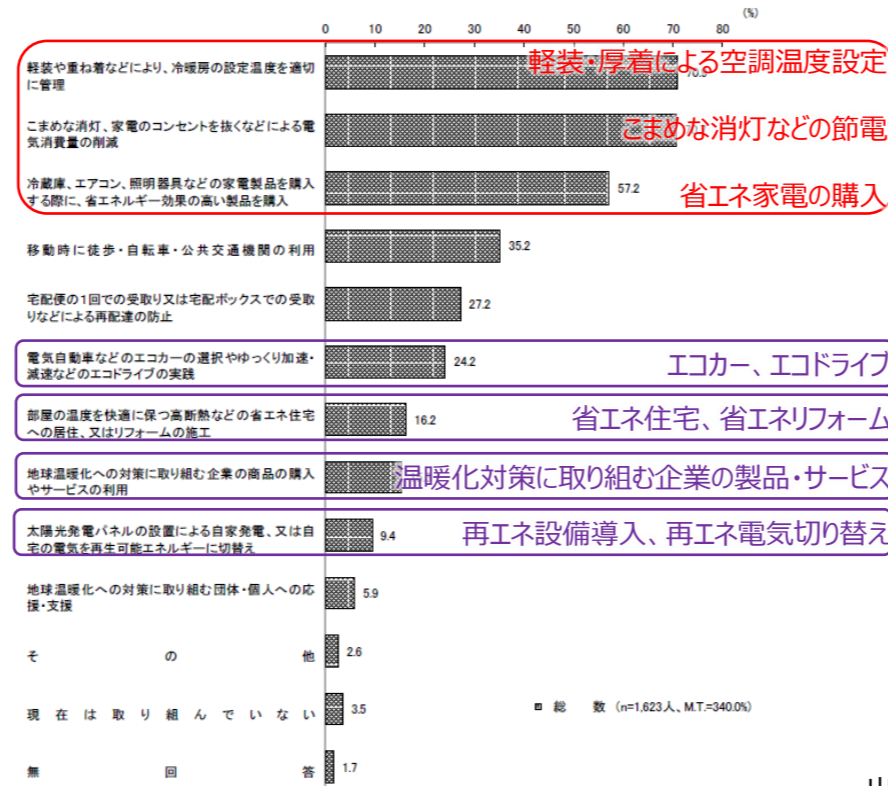 (%)
0 10 20 30 40 50 60 70 80
軽装や重ね着などにより、冷暖房の設定温度を適切
に管理
軽装・厚着による空調温度設定
こまめな消灯、家電のコンセントを抜くなどによる電
気消費量の削減
こまめな消灯などの節電
冷蔵庫、エアコン、照明器具などの家電製品を購入
する際に、省エネルギー効果の高い製品を購入
57.2
省エネ家電の購入
移動時に徒歩・自転車・公共交通機関の利用
35.2
宅配便の1回での受取り又は宅配ボックスでの受取
りなどによる再配達の防止
27.2
電気自動車などのエコカーの選択やゆっくり加速・
減速などのエコドライブの実践
24.2
エコカー、エコドライブ
部屋の温度を快適に保つ高断熱などの省エネ住宅
への居住、又はリフォームの施工
16.2
省エネ住宅、省エネリフォーム
地球温暖化への対策に取り組む企業の商品の購入
やサービスの利用
温暖化対策に取り組む企業の製品・サービス
太陽光発電パネルの設置による自家発電、又は自
宅の電気を再生可能エネルギーに切替え
9.4
再エネ設備導入、再エネ電気切り替え
地球温暖化への対策に取り組む団体・個人への応
援・支援
5.9
その他
2.6
現在は取り組んでいない
3.5
総数 (n=1,623人、M.T.=340.0%)
無回答
1.7